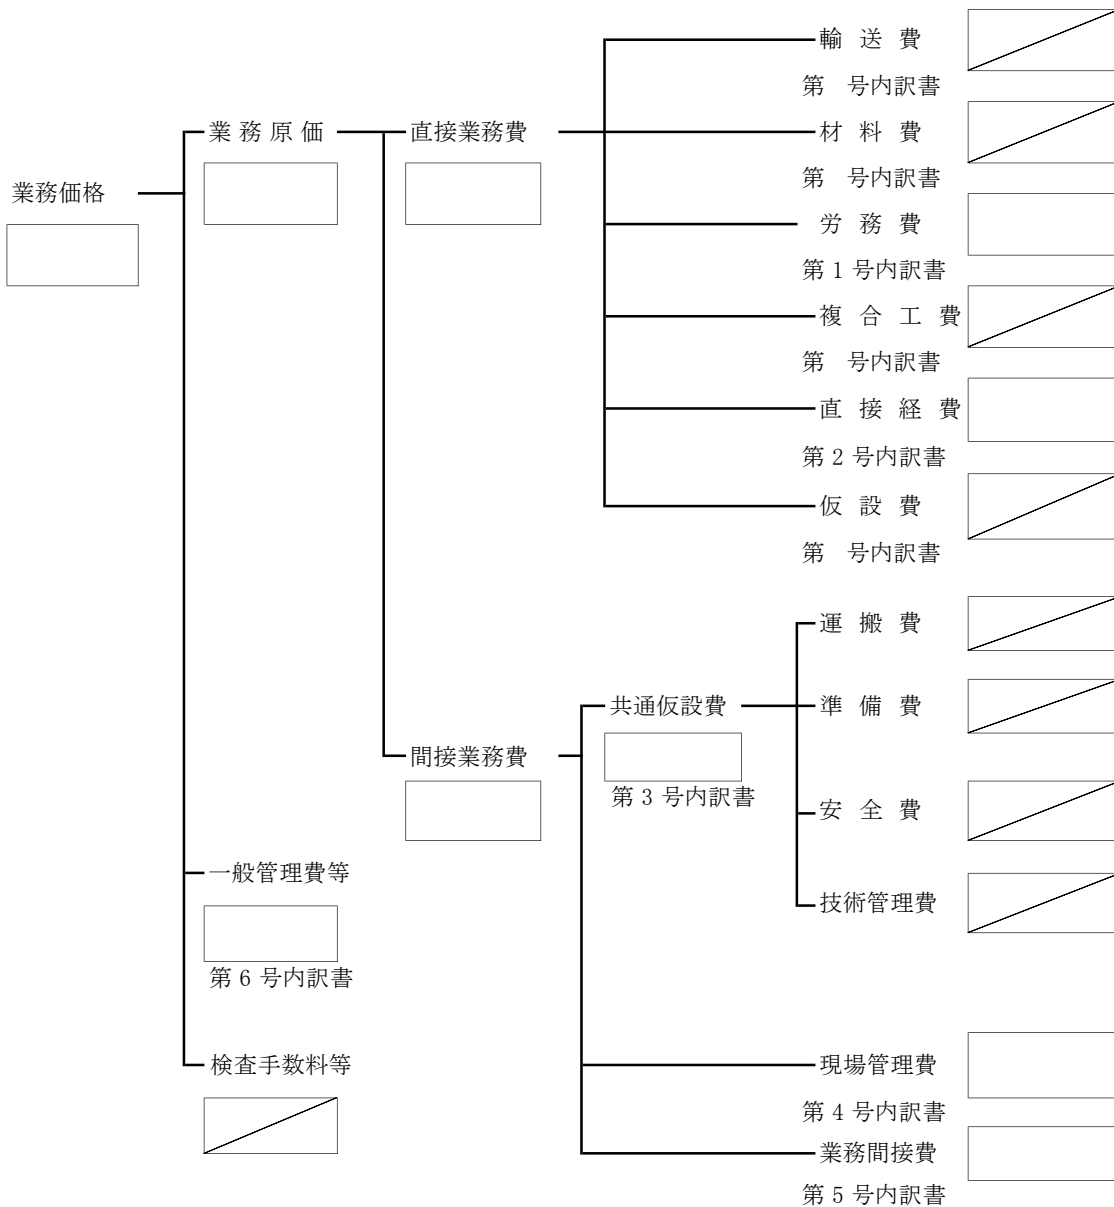 輸送費
第　号内訳書
業務原価
直接業務費
材料費
第　号内訳書
業務価格
労務費
第1号内訳書
複合工費
第　号内訳書
直接経費
第2号内訳書
仮設費
第　号内訳書
運搬費
共通仮設費
準備費
間接業務費
第3号内訳書
安全費
一般管理費等
技術管理費
第6号内訳書
検査手数料等
現場管理費
第4号内訳書
業務間接費
第5号内訳書